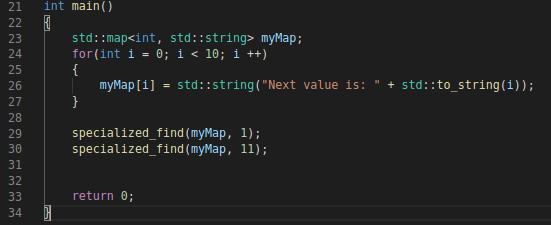 21 int main()
22 {
23     std::map<int, std::string> myMap;
24     for(int i = 0; i < 10; i ++)
25     {
26         myMap[i] = std::string("Next value is: " + std::to_string(i));
27     }
28
29     specialized_find(myMap, 1);
30     specialized_find(myMap, 11);
31
32
33     return 0;
34 }